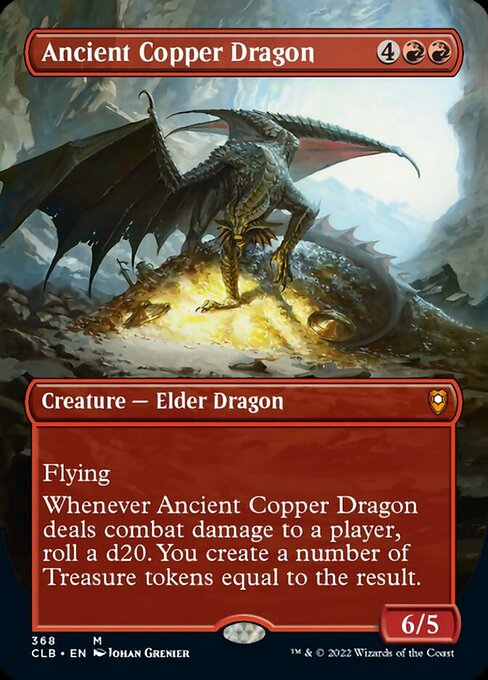 Ancient Copper Dragon 4
Creature — Elder Dragon
Flying
Whenever Ancient Copper Dragon
deals combat damage to a player,
roll a d20. You create a number of
Treasure tokens equal to the result.
6/5
368 M
CLB • EN Johan Grenier ™ & © 2022 Wizards of the Coast